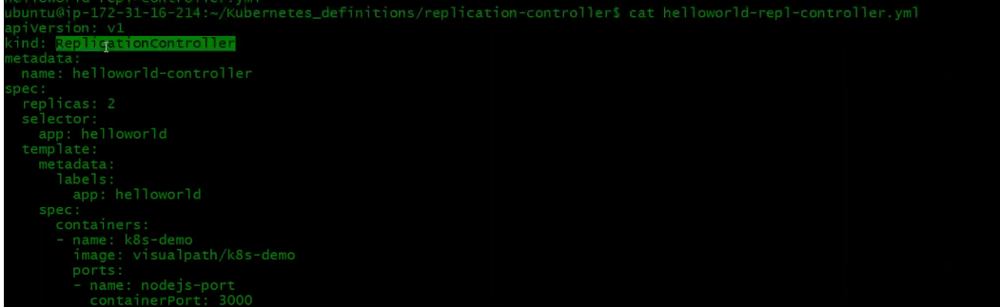 helloworld-repl-controller.yml
ubuntu@ip-172-31-16-214:~/Kubernetes_definitions/replication-controller$ cat helloworld-repl-controller.yml
apiVersion: v1
kind: ReplicationController
metadata:
  name: helloworld-controller
spec:
  replicas: 2
  selector:
    app: helloworld
  template:
    metadata:
      labels:
        app: helloworld
    spec:
      containers:
      - name: k8s-demo
        image: visualpath/k8s-demo
        ports:
        - name: nodejs-port
          containerPort: 3000